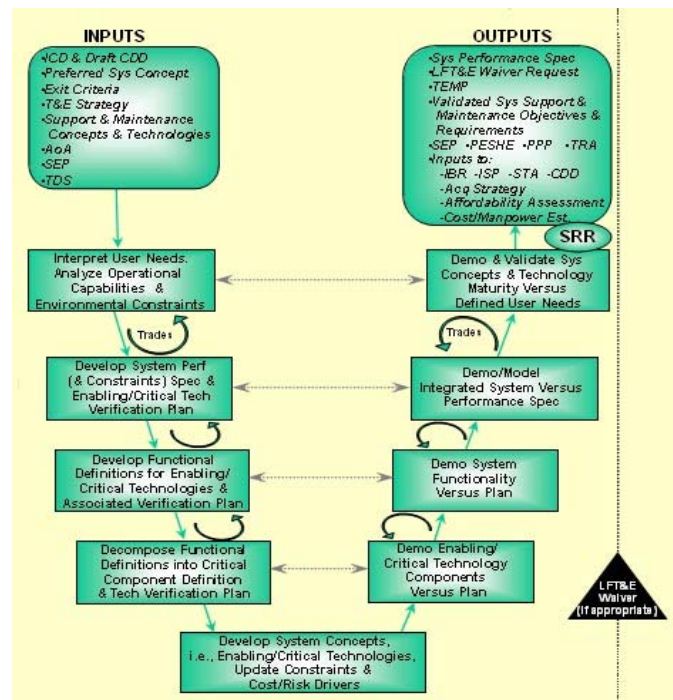 INPUTS
•ICD & Draft CDD
•Preferred Sys Concept
•Exit Criteria
•T&E Strategy
•Support & Maintenance
Concepts & Technologies
•AoA
•SEP
•TDS
OUTPUTS
•Sys Performance Spec
•LFT&E Waiver Request
•TEMP
•Validated Sys Support &
Maintenance Objectives &
Requirements
•SEP •PESHE •PPP •TRA
•Inputs to:
-IBR -ISP -STA -CDD
-Acq Strategy
-Affordability Assessment
-Cost/Manpower Est.
SRR
Interpret User Needs.
Analyze Operational
Capabilities &
Environmental Constraints
Demo & Validate Sys
Concepts & Technology
Maturity Versus
Defined User Needs
Trades
Trades
Develop System Perf
(& Constraints) Spec &
Enabling/Critical Tech
Verification Plan
Demo/Model
Integrated System Versus
Performance Spec
Develop Functional
Definitions for Enabling/
Critical Technologies &
Associated Verification Plan
Demo System
Functionality
Versus Plan
Decompose Functional
Definitions into Critical
Component Definition
& Tech Verification Plan
Demo Enabling/
Critical Technology
Components
Versus Plan
Develop System Concepts,
i.e., Enabling/Critical Technologies,
Update Constraints &
Cost/Risk Drivers
LFT&E
Waiver
(if appropriate)